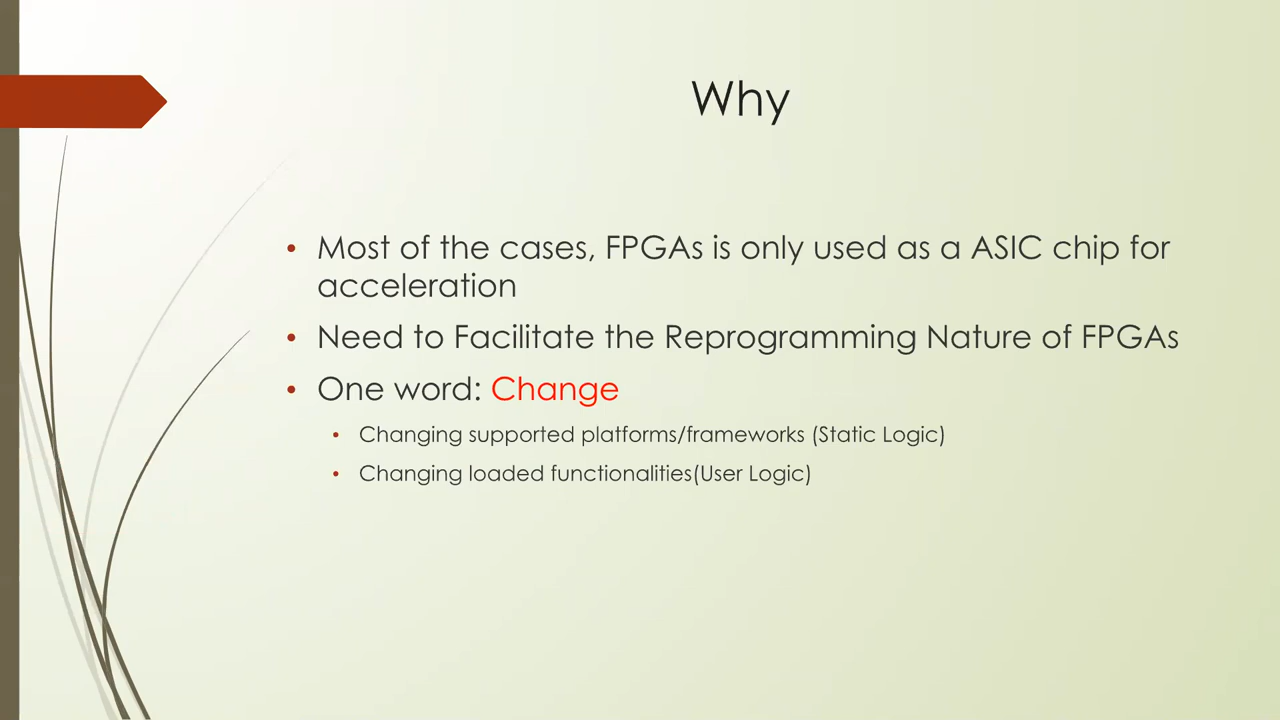 Why
• Most of the cases, FPGAs is only used as a ASIC chip for
acceleration
• Need to Facilitate the Reprogramming Nature of FPGAs
• One word: Change
• Changing supported platforms/frameworks (Static Logic)
• Changing loaded functionalities(User Logic)